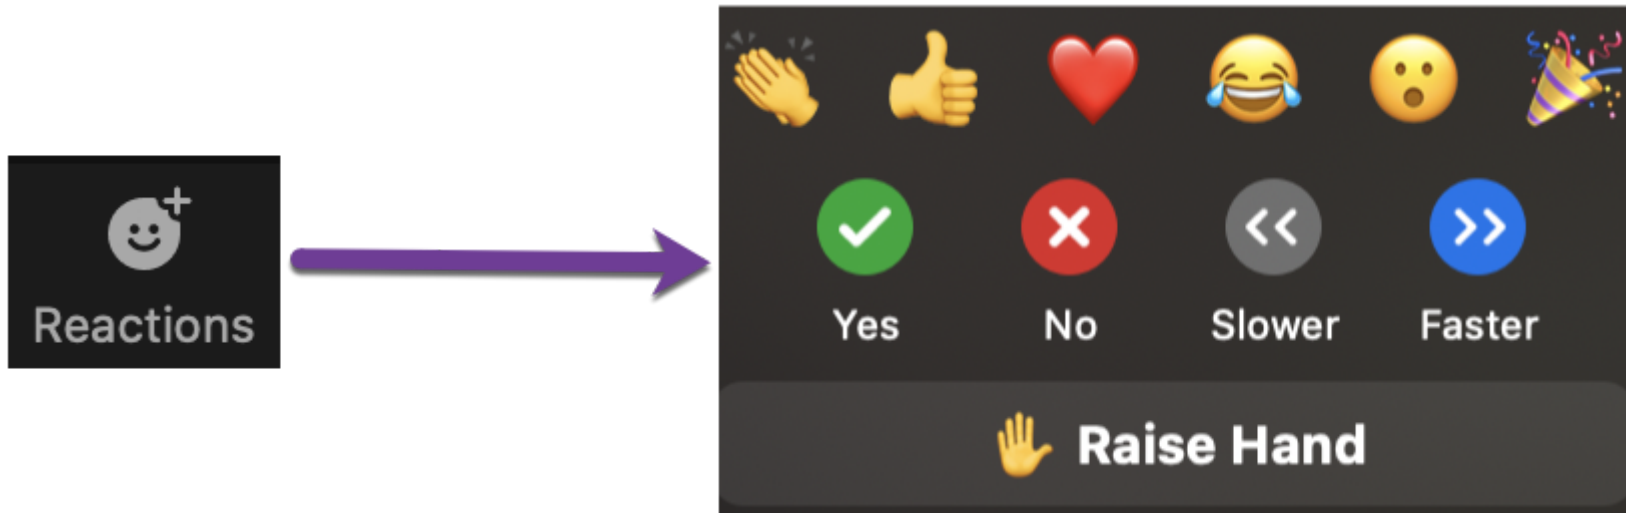 Reactions
Yes No Slower Faster
Raise Hand